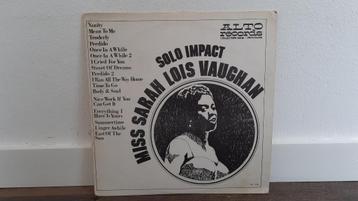 Vanity
Mean To Me
Tenderly
Perdido
Once In A While
Once In A While 2
I Cried For You
Street Of Dreams
Perdido 2
I Ran All The Way Home
Time To Go
Body & Soul
Nice Work If You
Can Get It
Everything I
Have Is Yours
Summertime
Linger Awhile
East Of The
Sun
ALTO
records
SOLO IMPACT
MISS SARAH LOIS VAUGHAN